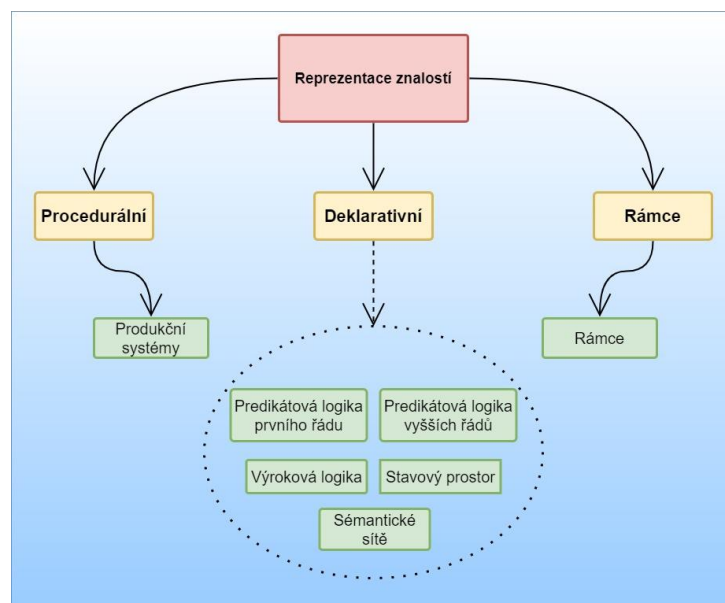 Reprezentace znalostí
Procedurální
Deklarativní
Rámce
Produkční
systémy
Rámce
Predikátová logika
prvního řádu
Predikátová logika
vyšších řádů
Výroková logika
Stavový prostor
Sémantické
sítě